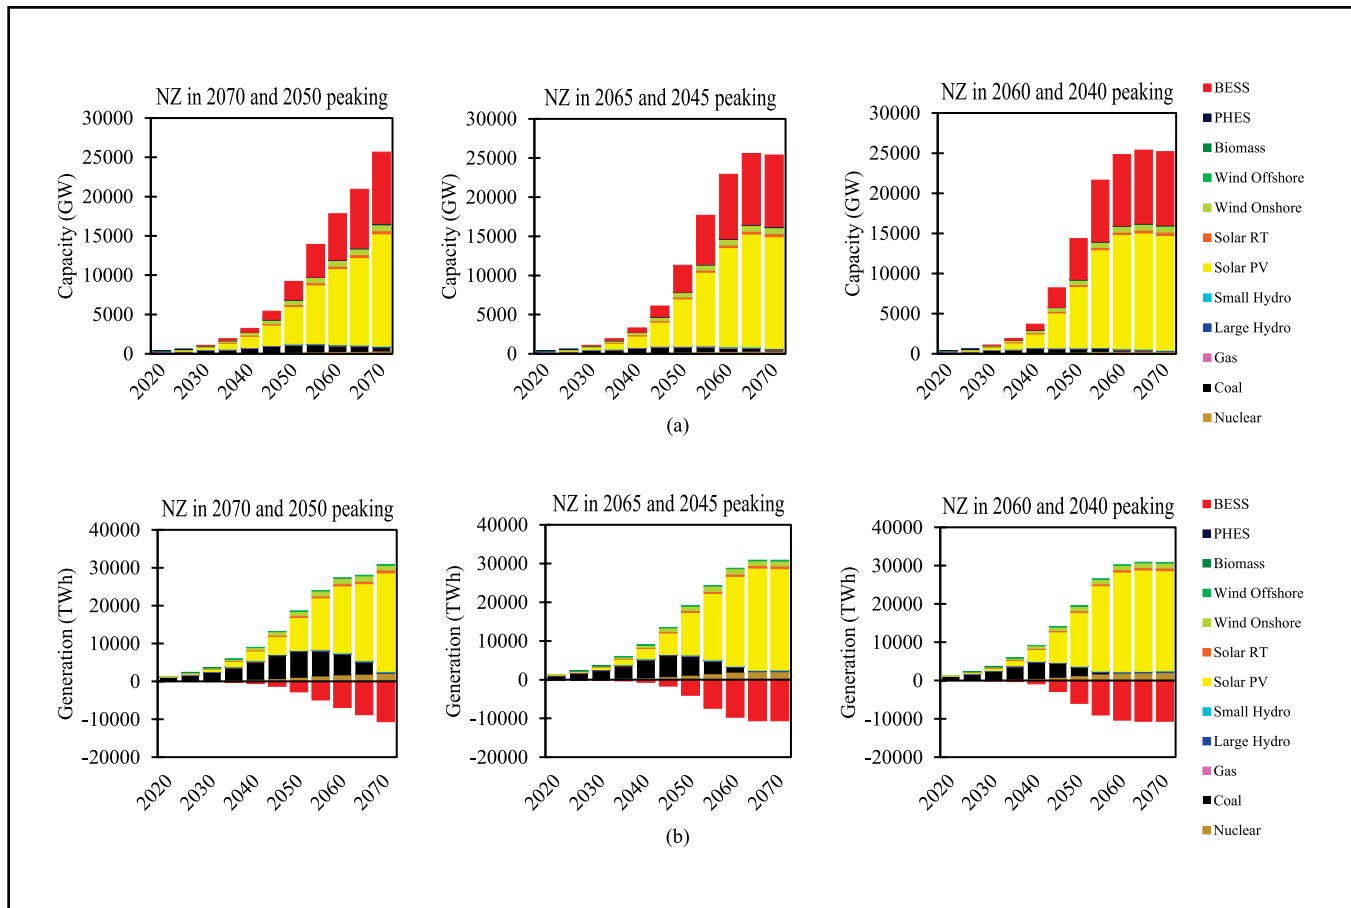 NZ in 2070 and 2050 peaking
Capacity (GW)
30000
25000
20000
15000
10000
5000
0
2020
2030
2040
2050
2060
2070
NZ in 2065 and 2045 peaking
Capacity (GW)
30000
25000
20000
15000
10000
5000
0
2020
2030
2040
2050
2060
2070
NZ in 2060 and 2040 peaking
Capacity (GW)
30000
25000
20000
15000
10000
5000
0
2020
2030
2040
2050
2060
2070
BESS
PHES
Biomass
Wind Offshore
Wind Onshore
Solar RT
Solar PV
Small Hydro
Large Hydro
Gas
Coal
Nuclear
(a)
NZ in 2070 and 2050 peaking
Generation (TWh)
40000
30000
20000
10000
0
-10000
-20000
2020
2030
2040
2050
2060
2070
NZ in 2065 and 2045 peaking
Generation (TWh)
40000
30000
20000
10000
0
-10000
-20000
2020
2030
2040
2050
2060
2070
NZ in 2060 and 2040 peaking
Generation (TWh)
40000
30000
20000
10000
0
-10000
-20000
2020
2030
2040
2050
2060
2070
BESS
PHES
Biomass
Wind Offshore
Wind Onshore
Solar RT
Solar PV
Small Hydro
Large Hydro
Gas
Coal
Nuclear
(b)